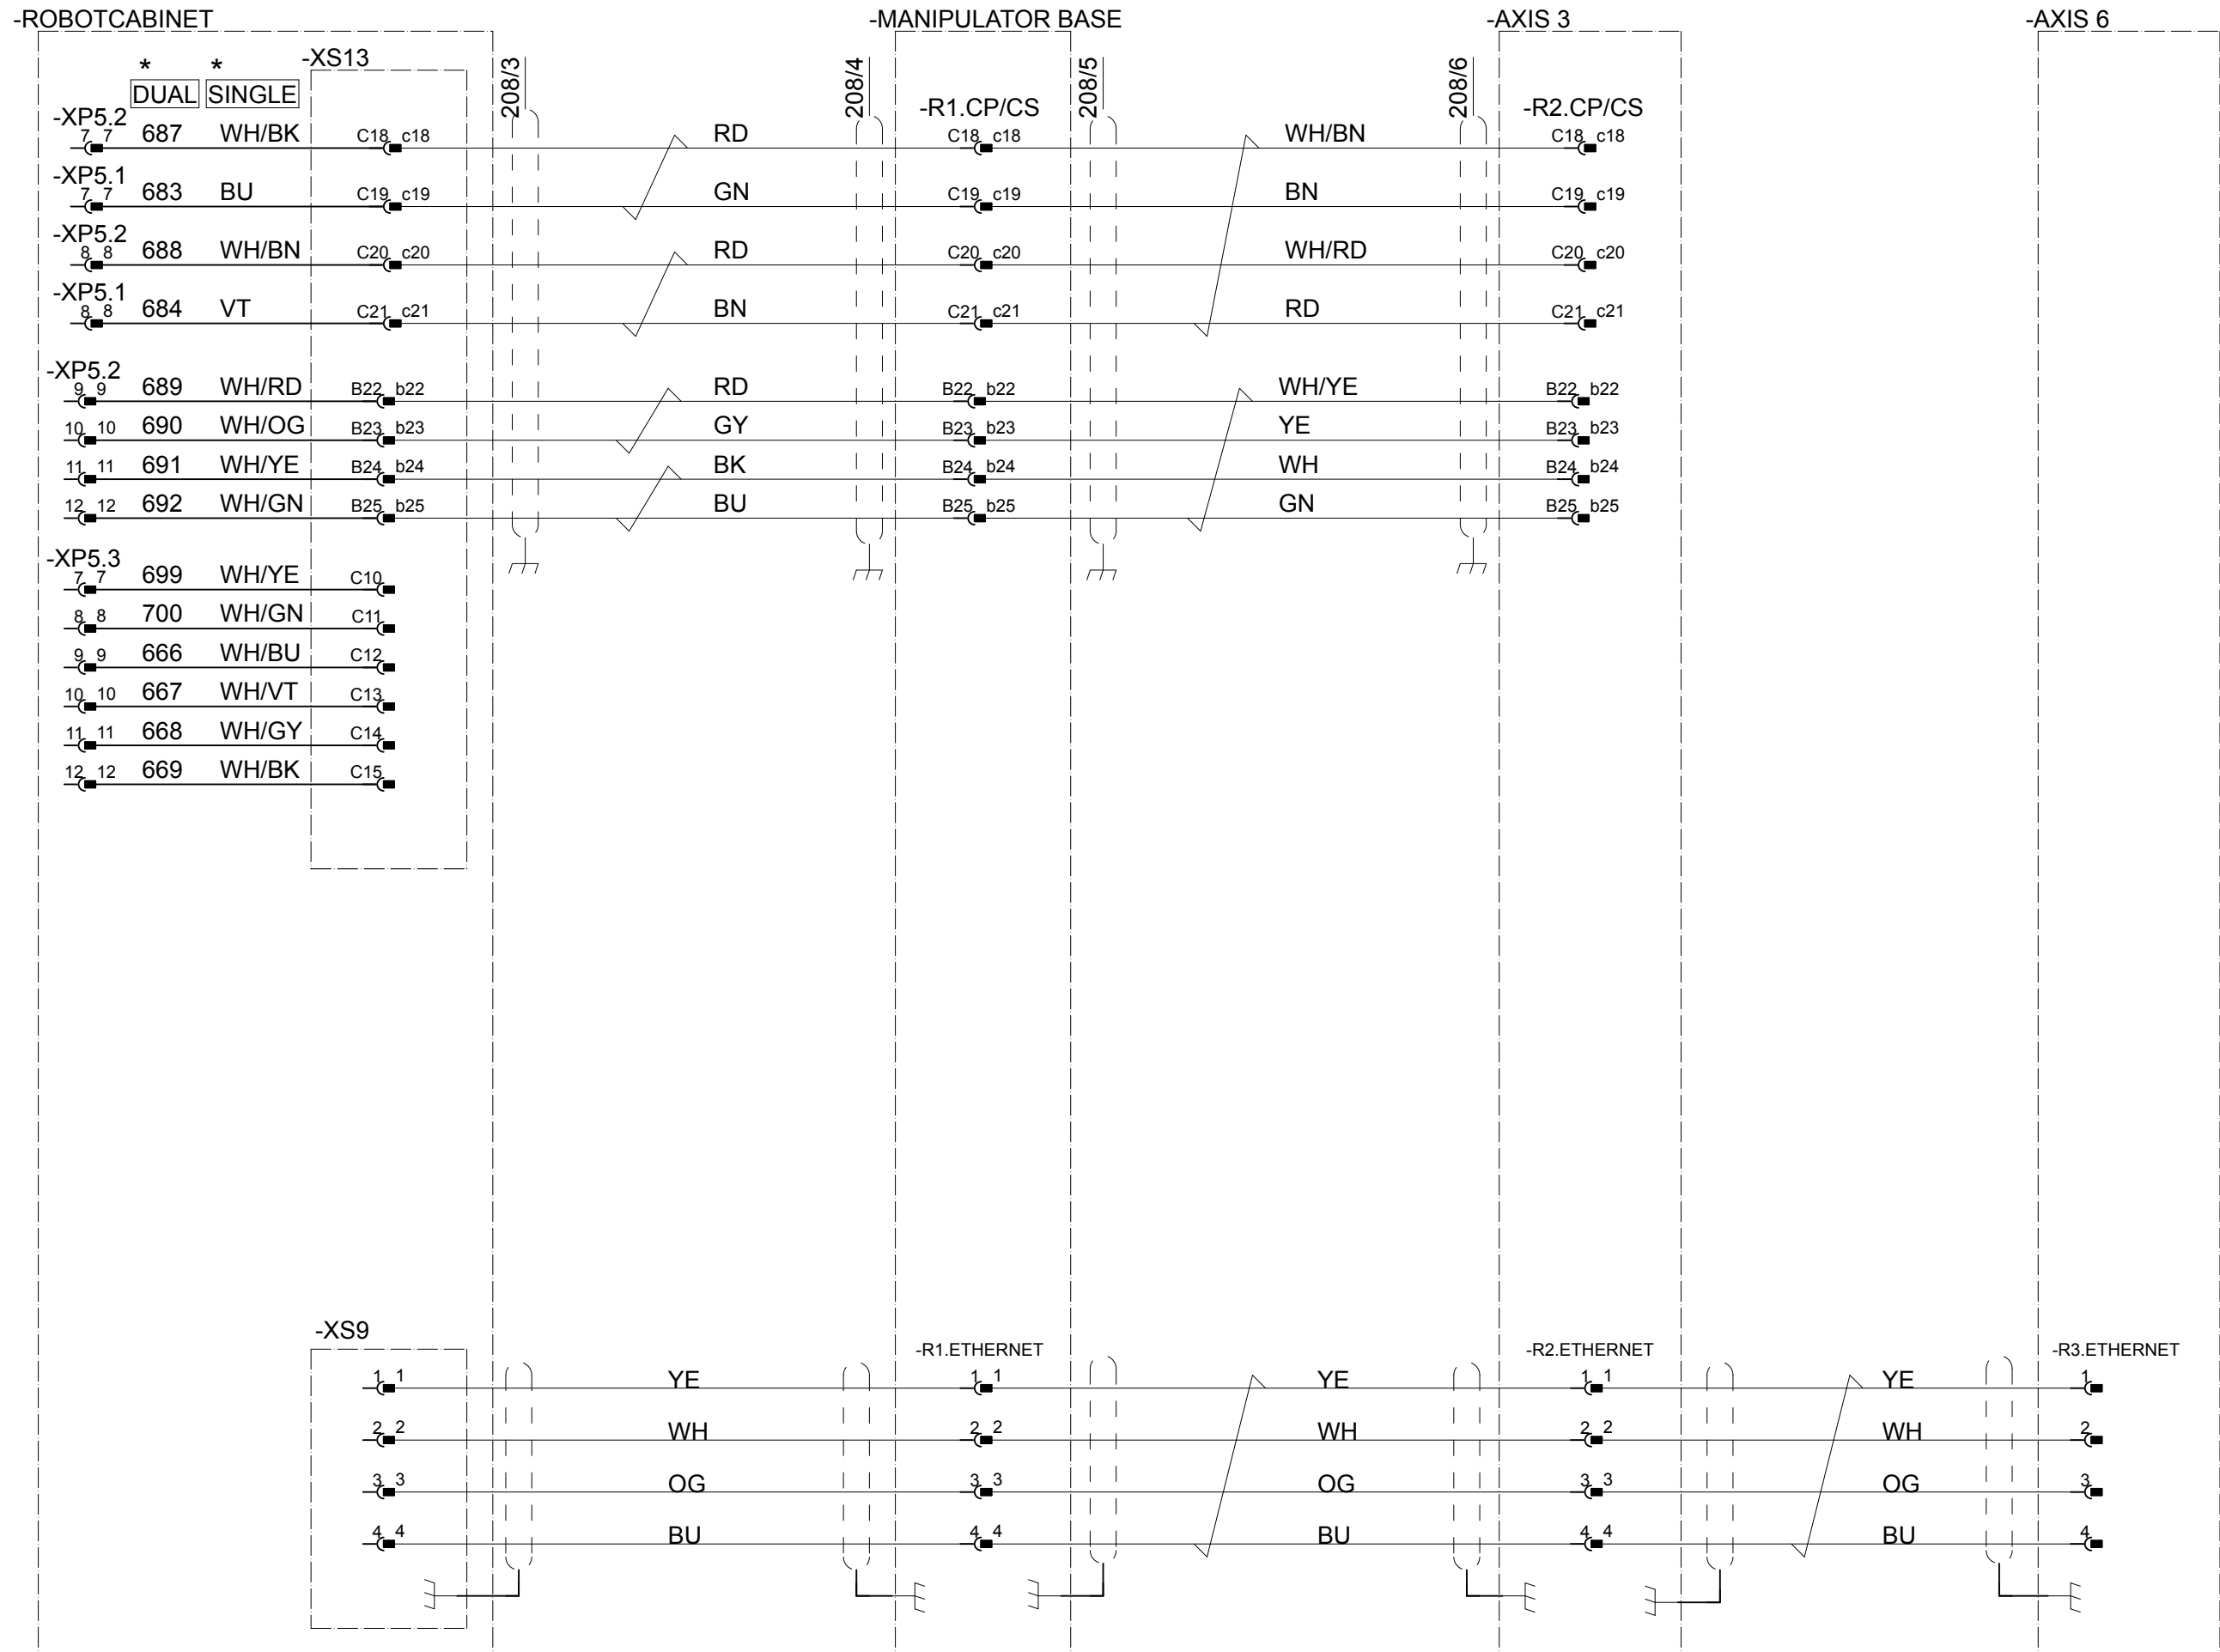 -ROBOTCABINET -MANIPULATOR BASE -AXIS 3 -AXIS 6
* * -XS13 208/3 208/4 208/5 208/6
DUAL SINGLE -R1.CP/CS -R2.CP/CS
-XP5.2
7 7 687 WH/BK C18 c18 RD C18 c18 WH/BN C18 c18
-XP5.1
7 7 683 BU C19 c19 GN C19 c19 BN C19 c19
-XP5.2
8 8 688 WH/BN C20 c20 RD C20 c20 WH/RD C20 c20
-XP5.1
8 8 684 VT C21 c21 BN C21 c21 RD C21 c21
-XP5.2
9 9 689 WH/RD B22 b22 RD B22 b22 WH/YE B22 b22
10 10 690 WH/OG B23 b23 GY B23 b23 YE B23 b23
11 11 691 WH/YE B24 b24 BK B24 b24 WH B24 b24
12 12 692 WH/GN B25 b25 BU B25 b25 GN B25 b25
-XP5.3
7 7 699 WH/YE C10
8 8 700 WH/GN C11
9 9 666 WH/BU C12
10 10 667 WH/VT C13
11 11 668 WH/GY C14
12 12 669 WH/BK C15
-XS9 -R1.ETHERNET -R2.ETHERNET -R3.ETHERNET
1 1 YE 1 1 YE 1 1 YE 1
2 2 WH 2 2 WH 2 2 WH 2
3 3 OG 3 3 OG 3 3 OG 3
4 4 BU 4 4 BU 4 4 BU 4